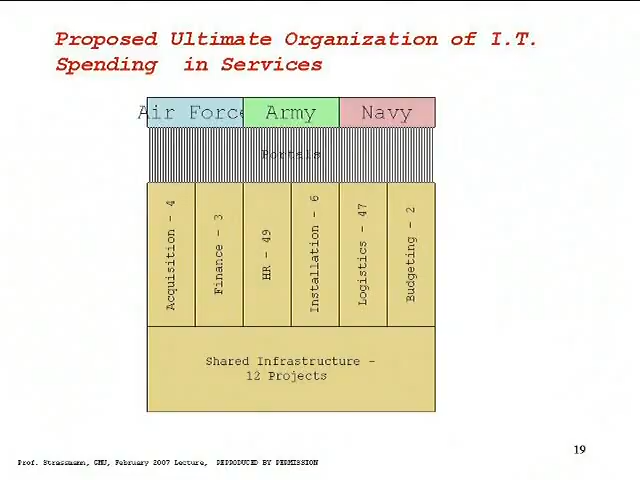 Proposed Ultimate Organization of I.T.
Spending in Services
Air Force Army Navy
Portals
Acquisition - 4
Finance - 3
HR - 49
Installation - 6
Logistics - 47
Budgeting - 2
Shared Infrastructure -
12 Projects
19
Prof. Strassmann, GMU, February 2007 Lecture, REPRODUCED BY PERMISSION